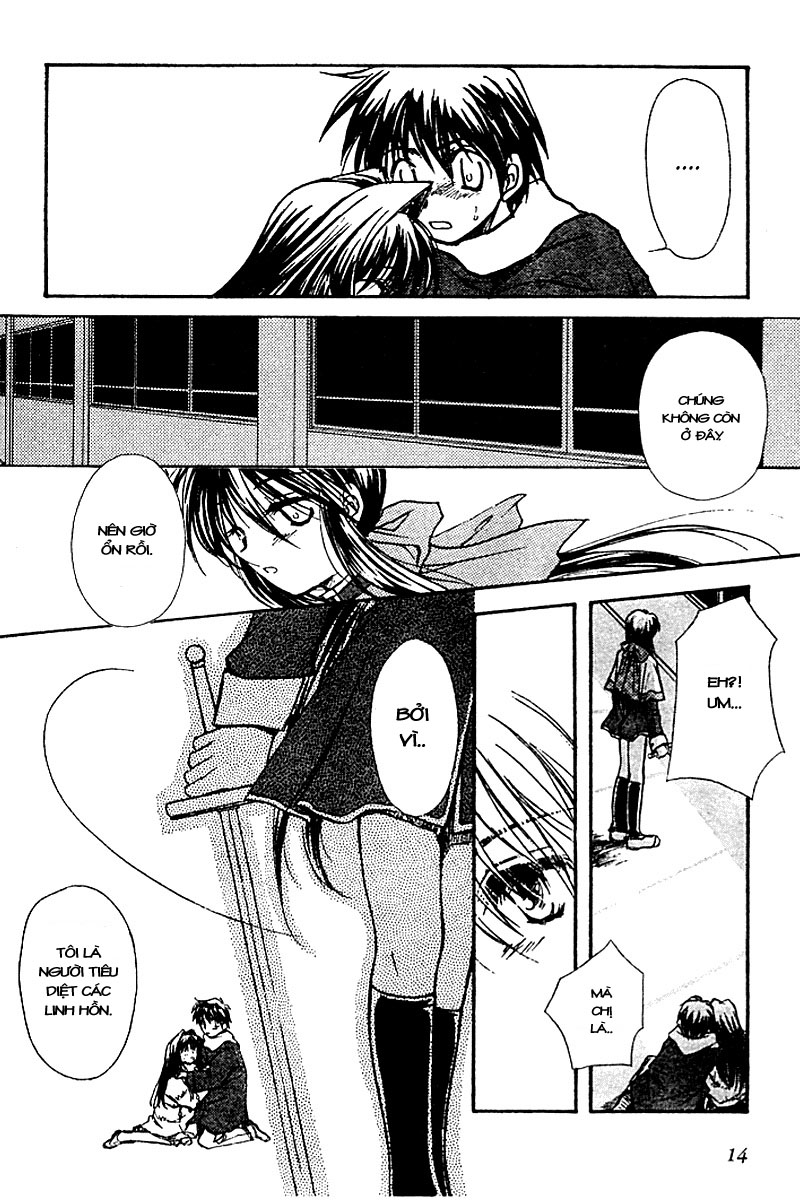 ....
CHÚNG
KHÔNG CÒN
Ở ĐÂY
NÊN GIỜ
ỔN RỒI.
EH?!
ƯM...
MÀ
CHỊ
LÀ..
BỞI
VÌ..
TÔI LÀ
NGƯỜI TIÊU
DIỆT CÁC
LINH HỒN.
14